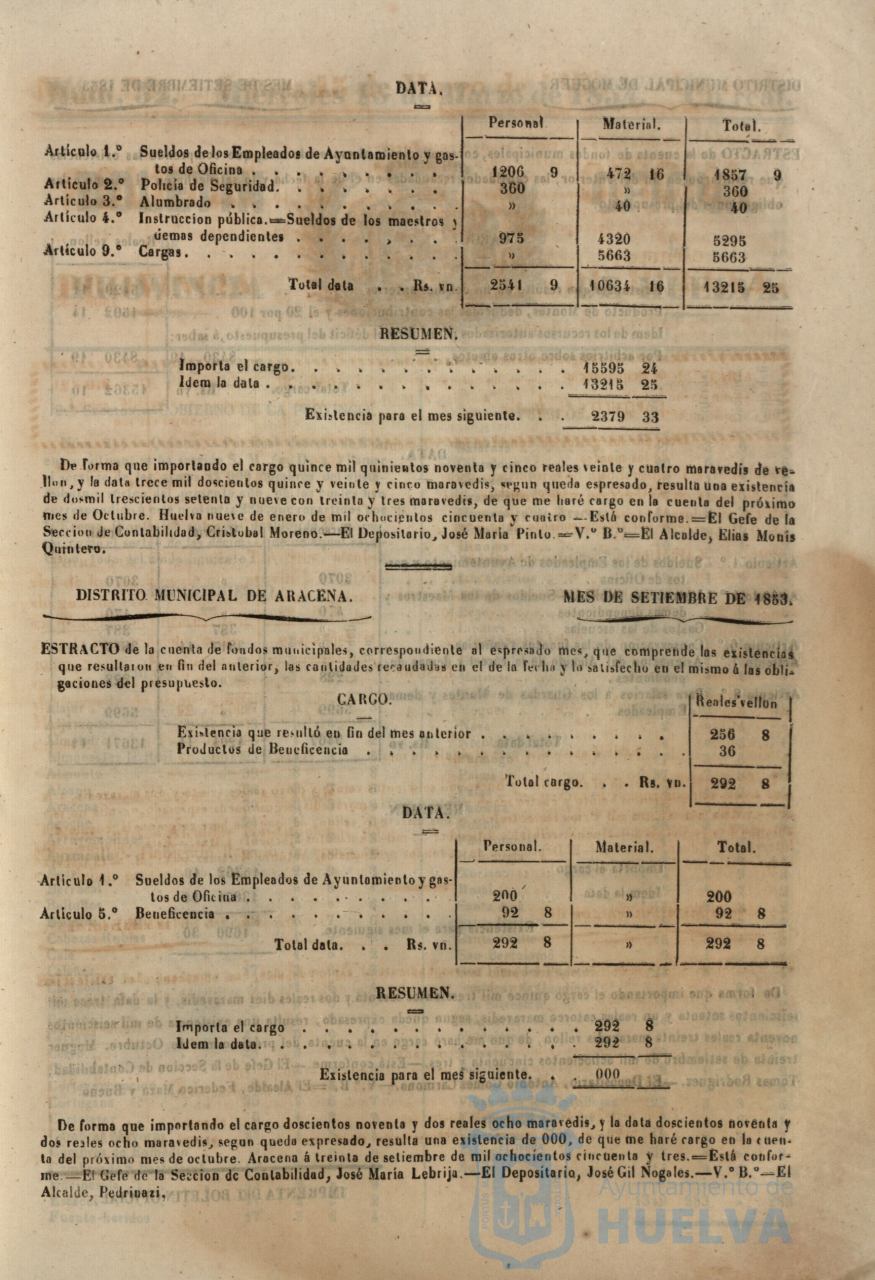 DATA.
Personal Material. Total.
Artículo 1.º Sueldos de los Empleados de Ayuntamiento y gas-
tos de Oficina . . . . . . . . 1206 9 472 16 1857 9
Artículo 2.º Policía de Seguridad. . . . . . . 360 » 360
Artículo 3.º Alumbrado . . . . . . . . . » 40 40
Artículo 4.º Instruccion pública.=Sueldos de los maestros y
demas dependientes . . . . . . . 975 4320 5295
Artículo 9.º Cargas. . . . . . . . . . . . » 5663 5663
Total data . . Rs. vn. 2541 9 10634 16 13215 25
RESUMEN.
Importa el cargo. . . . . . . . . . . . . 15595 24
Idem la data . . . . . . . . . . . . . . 13215 25
Existencia para el mes siguiente. . . 2379 33
De forma que importando el cargo quince mil quinientos noventa y cinco reales veinte y cuatro maravedis de ve-
llon, y la data trece mil doscientos quince y veinte y cinco maravedis, segun queda espresado, resulta una existencia
de dosmil trescientos setenta y nueve con treinta y tres maravedis, de que me haré cargo en la cuenta del próximo
mes de Octubre. Huelva nueve de enero de mil ochocientos cincuenta y cuatro —Está conforme.=El Gefe de la
Seccion de Contabilidad, Cristobal Moreno.—El Depositario, José Maria Pinto.=V.º B.º=El Alcalde, Elias Monis
Quintero.
DISTRITO MUNICIPAL DE ARACENA. MES DE SETIEMBRE DE 1853.
ESTRACTO de la cuenta de fondos municipales, correspondiente al espresado mes, que comprende las existencias
que resultaron en fin del anterior, las cantidades recaudadas en el de la fecha y lo satisfecho en el mismo á las obli-
gaciones del presupuesto.
CARGO. Reales vellon
Existencia que resultó en fin del mes anterior . . . . . . . . . 256 8
Productos de Beneficencia . . . . . . . . . . . . . . 36
Total cargo. . . Rs. vn. 292 8
DATA.
Personal. Material. Total.
Artículo 1.º Sueldos de los Empleados de Ayuntamiento y gas-
tos de Oficina . . . . . . . . . 200 » 200
Artículo 5.º Beneficencia . . . . . . . . . . 92 8 » 92 8
Total data. . . Rs. vn. 292 8 » 292 8
RESUMEN.
Importa el cargo . . . . . . . . . . . . . 292 8
Idem la data. . . . . . . . . . . . . . . 292 8
Existencia para el mes siguiente. . . 000
De forma que importando el cargo doscientos noventa y dos reales ocho maravedis, y la data doscientos noventa y
dos reales ocho maravedis, segun queda expresado, resulta una existencia de 000, de que me haré cargo en la cuen-
ta del próximo mes de octubre. Aracena á treinta de setiembre de mil ochocientos cincuenta y tres.=Está confor-
me.—El Gefe de la Seccion de Contabilidad, José María Lebrija.—El Depositario, José Gil Nogales.—V.º B.º—El
Alcalde, Pedrinazi.
Ayuntamiento de
HUELVA